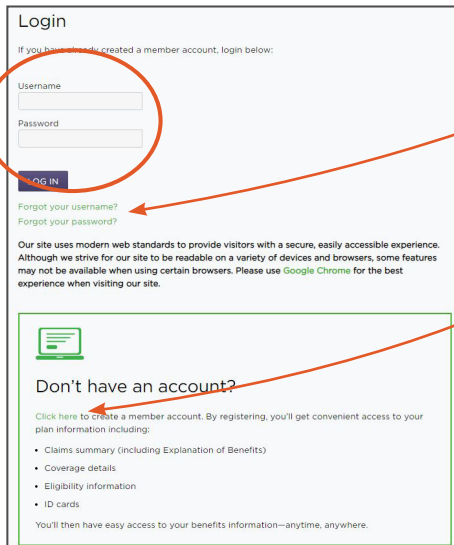 Login
If you have already created a member account, login below:
Username
Password
LOG IN
Forgot your username?
Forgot your password?
Our site uses modern web standards to provide visitors with a secure, easily accessible experience.
Although we strive for our site to be readable on a variety of devices and browsers, some features
may not be available when using certain browsers. Please use Google Chrome for the best
experience when visiting our site.
Don't have an account?
Click here to create a member account. By registering, you'll get convenient access to your
plan information including:
• Claims summary (including Explanation of Benefits)
• Coverage details
• Eligibility information
• ID cards
You'll then have easy access to your benefits information—anytime, anywhere.